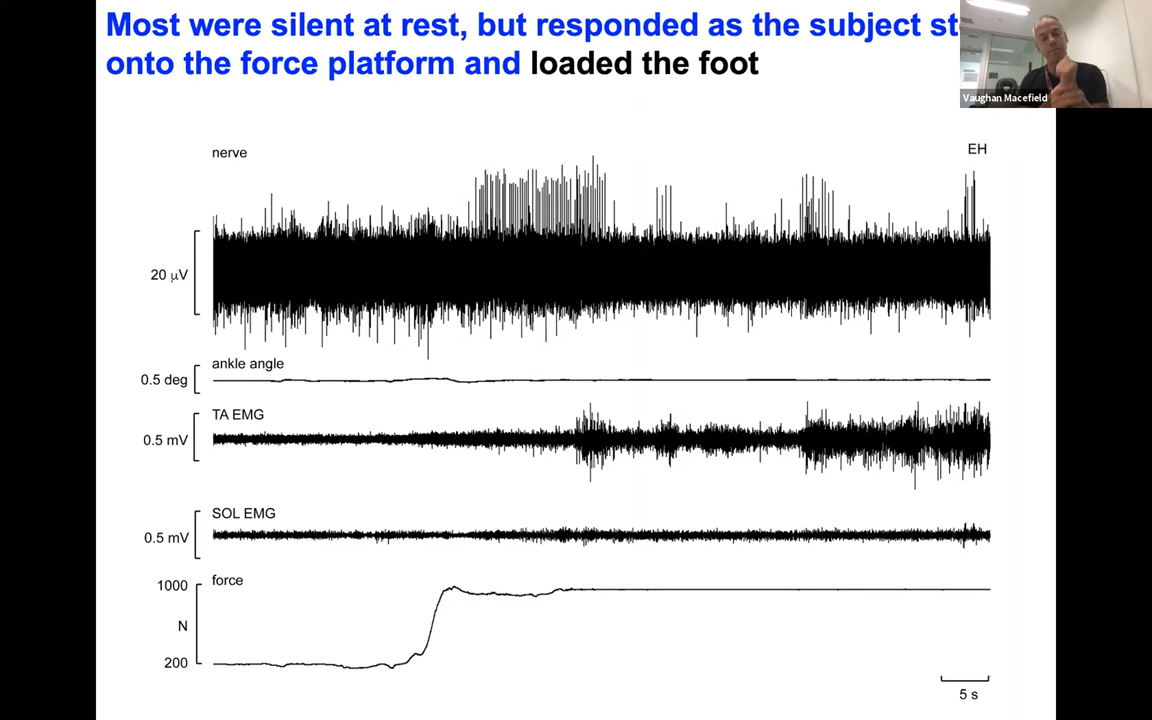 Most were silent at rest, but responded as the subject
onto the force platform and loaded the foot
Vaughan Macefield
nerve
EH
20 μV
ankle angle
0.5 deg
TA EMG
0.5 mV
SOL EMG
0.5 mV
force
1000
N
200
5 s